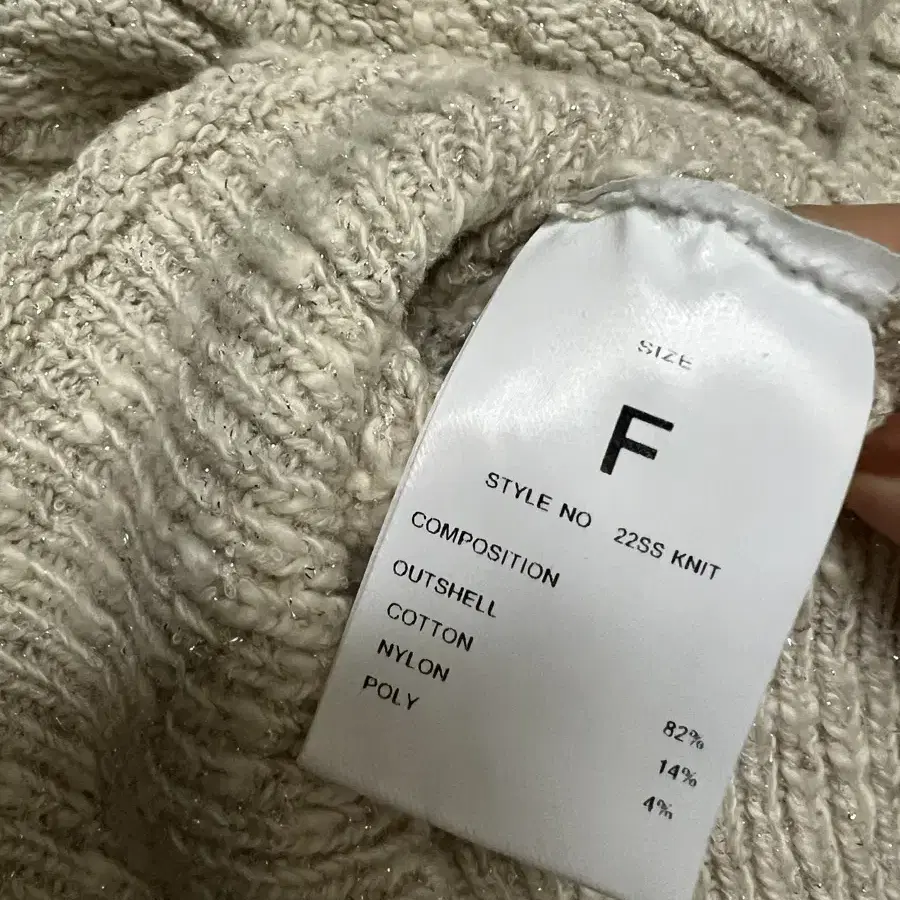 SIZE
F
STYLE NO 22SS KNIT
COMPOSITION
OUTSHELL
COTTON 82%
NYLON 14%
POLY 4%